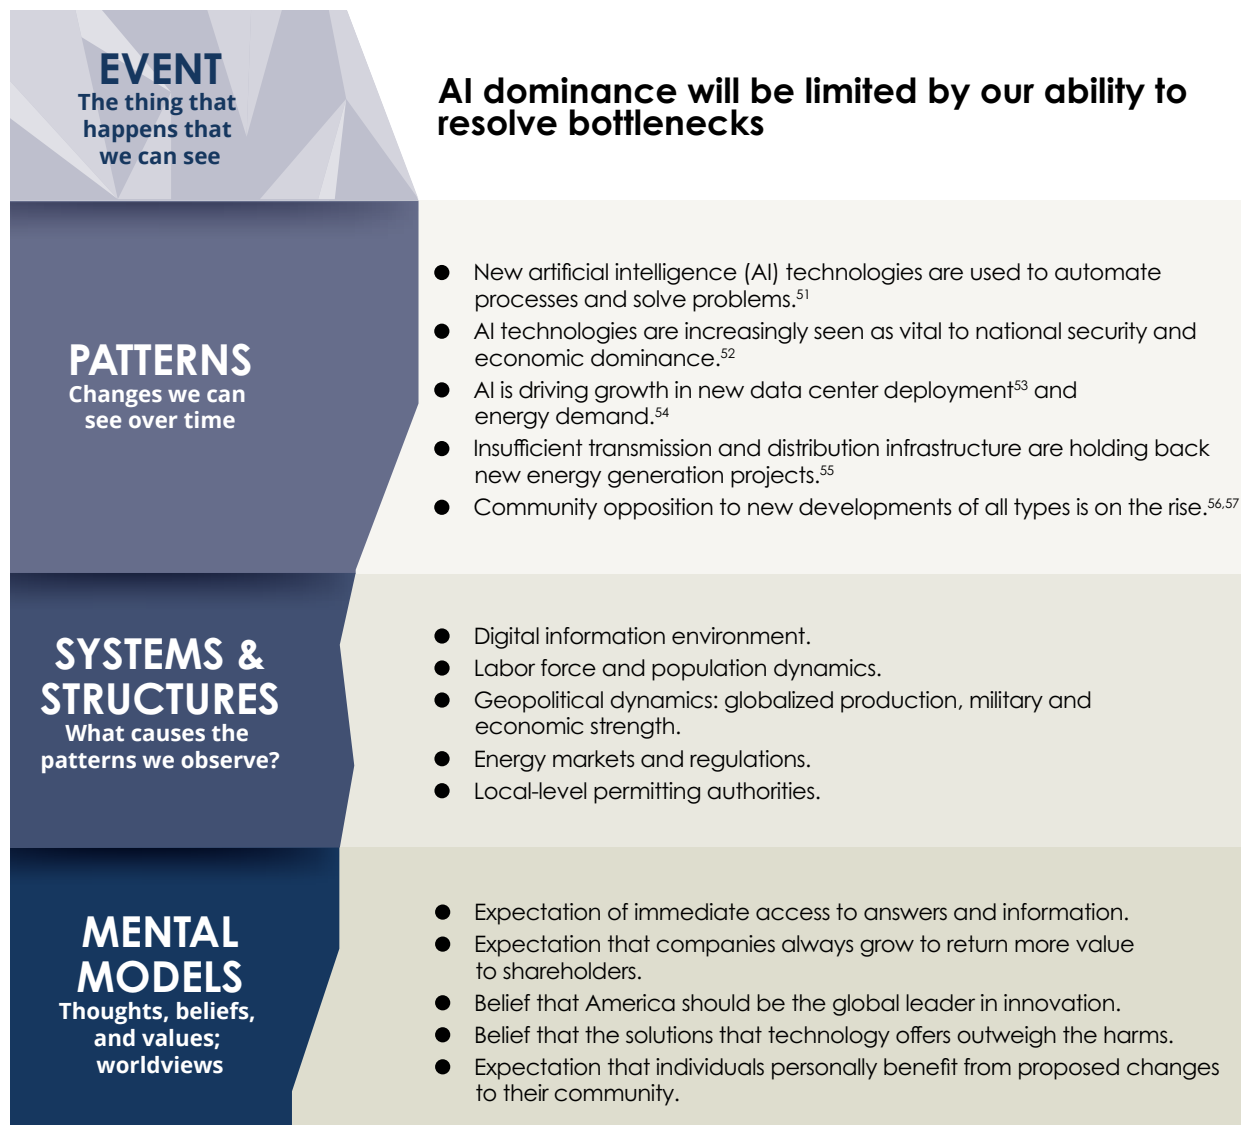 EVENT
The thing that
happens that
we can see
AI dominance will be limited by our ability to
resolve bottlenecks
PATTERNS
Changes we can
see over time
● New artificial intelligence (AI) technologies are used to automate
processes and solve problems.51
● AI technologies are increasingly seen as vital to national security and
economic dominance.52
● AI is driving growth in new data center deployment53 and
energy demand.54
● Insufficient transmission and distribution infrastructure are holding back
new energy generation projects.55
● Community opposition to new developments of all types is on the rise.56,57
SYSTEMS &
STRUCTURES
What causes the
patterns we observe?
● Digital information environment.
● Labor force and population dynamics.
● Geopolitical dynamics: globalized production, military and
economic strength.
● Energy markets and regulations.
● Local-level permitting authorities.
MENTAL
MODELS
Thoughts, beliefs,
and values;
worldviews
● Expectation of immediate access to answers and information.
● Expectation that companies always grow to return more value
to shareholders.
● Belief that America should be the global leader in innovation.
● Belief that the solutions that technology offers outweigh the harms.
● Expectation that individuals personally benefit from proposed changes
to their community.